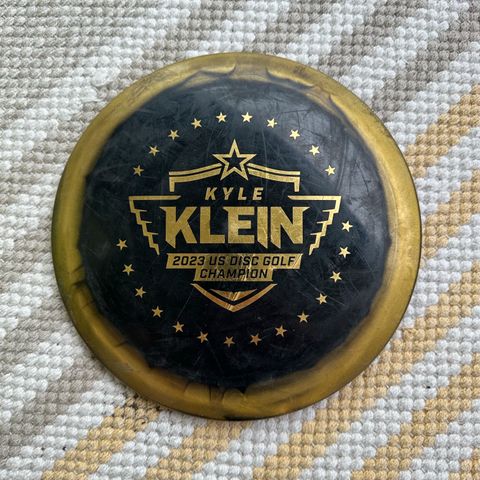 KYLE
KLEIN
2023 US DISC GOLF
CHAMPION